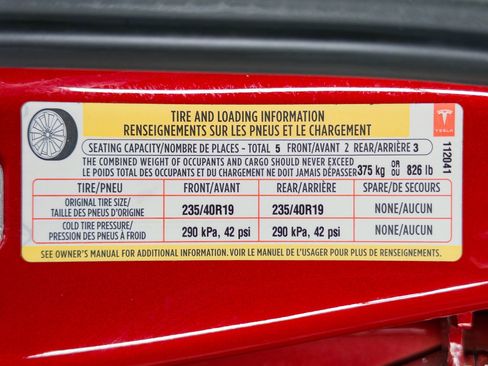 TIRE AND LOADING INFORMATION
RENSEIGNEMENTS SUR LES PNEUS ET LE CHARGEMENT
TESLA
SEATING CAPACITY/NOMBRE DE PLACES - TOTAL 5 FRONT/AVANT 2 REAR/ARRIÈRE 3
THE COMBINED WEIGHT OF OCCUPANTS AND CARGO SHOULD NEVER EXCEED
LE POIDS TOTAL DES OCCUPANTS ET DU CHARGEMENT NE DOIT JAMAIS DÉPASSER 375 kg OR OU 826 lb
112041
TIRE/PNEU FRONT/AVANT REAR/ARRIÈRE SPARE/DE SECOURS
ORIGINAL TIRE SIZE/
TAILLE DES PNEUS D'ORIGINE 235/40R19 235/40R19 NONE/AUCUN
COLD TIRE PRESSURE/
PRESSION DES PNEUS À FROID 290 kPa, 42 psi 290 kPa, 42 psi NONE/AUCUN
SEE OWNER'S MANUAL FOR ADDITIONAL INFORMATION. VOIR LE MANUEL DE L'USAGER POUR PLUS DE RENSEIGNEMENTS.